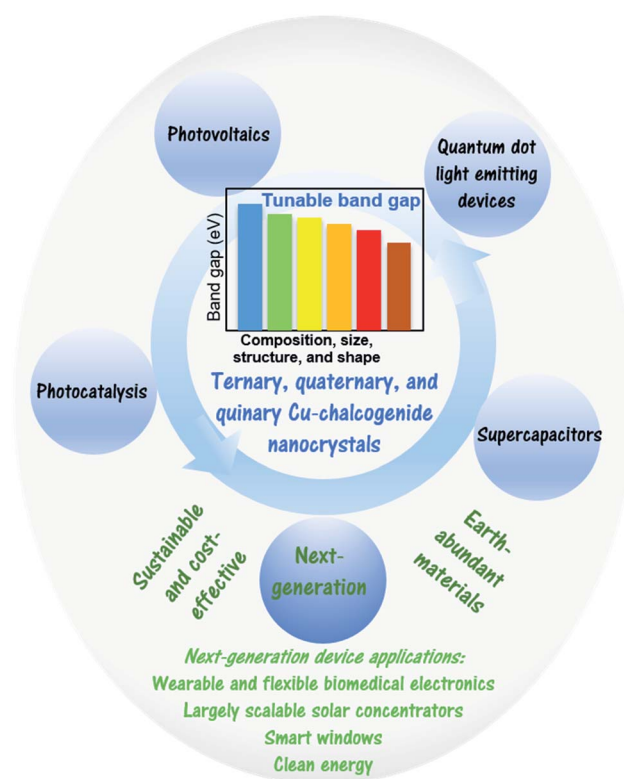 Photovoltaics
Quantum dot
light emitting
devices
Tunable band gap
Band gap (eV)
Composition, size,
structure, and shape
Ternary, quaternary, and
quinary Cu-chalcogenide
nanocrystals
Photocatalysis
Supercapacitors
Sustainable
and cost-
effective
Next-
generation
Earth-
abundant
materials
Next-generation device applications:
Wearable and flexible biomedical electronics
Largely scalable solar concentrators
Smart windows
Clean energy